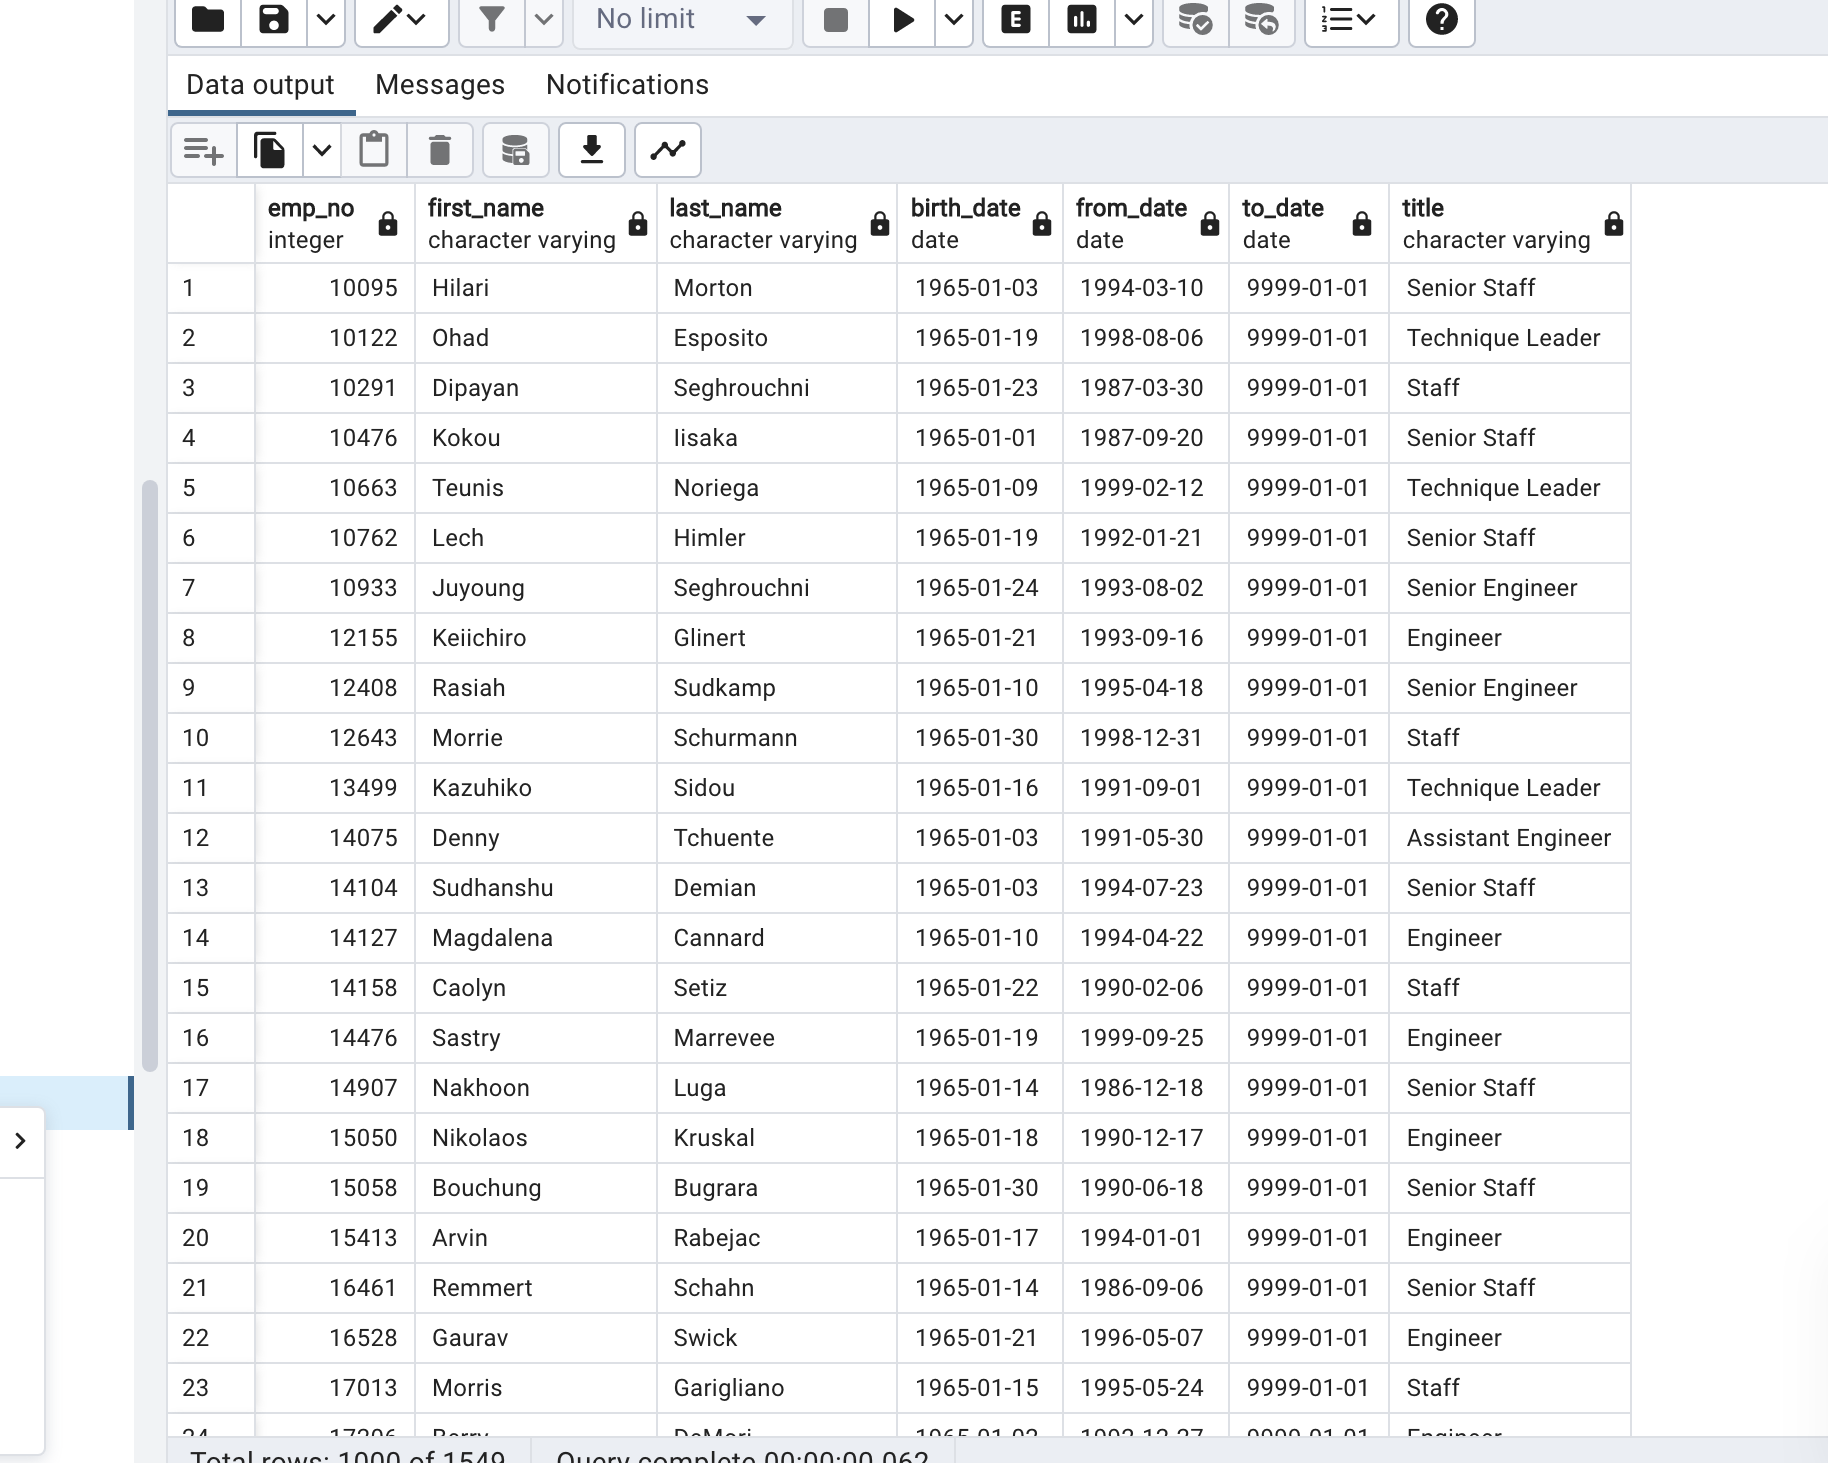 No limit
E
Data output Messages Notifications
emp_no first_name last_name birth_date from_date to_date title
integer character varying character varying date date date character varying
1 10095 Hilari Morton 1965-01-03 1994-03-10 9999-01-01 Senior Staff
2 10122 Ohad Esposito 1965-01-19 1998-08-06 9999-01-01 Technique Leader
3 10291 Dipayan Seghrouchni 1965-01-23 1987-03-30 9999-01-01 Staff
4 10476 Kokou Iisaka 1965-01-01 1987-09-20 9999-01-01 Senior Staff
5 10663 Teunis Noriega 1965-01-09 1999-02-12 9999-01-01 Technique Leader
6 10762 Lech Himler 1965-01-19 1992-01-21 9999-01-01 Senior Staff
7 10933 Juyoung Seghrouchni 1965-01-24 1993-08-02 9999-01-01 Senior Engineer
8 12155 Keiichiro Glinert 1965-01-21 1993-09-16 9999-01-01 Engineer
9 12408 Rasiah Sudkamp 1965-01-10 1995-04-18 9999-01-01 Senior Engineer
10 12643 Morrie Schurmann 1965-01-30 1998-12-31 9999-01-01 Staff
11 13499 Kazuhiko Sidou 1965-01-16 1991-09-01 9999-01-01 Technique Leader
12 14075 Denny Tchuente 1965-01-03 1991-05-30 9999-01-01 Assistant Engineer
13 14104 Sudhanshu Demian 1965-01-03 1994-07-23 9999-01-01 Senior Staff
14 14127 Magdalena Cannard 1965-01-10 1994-04-22 9999-01-01 Engineer
15 14158 Caolyn Setiz 1965-01-22 1990-02-06 9999-01-01 Staff
16 14476 Sastry Marrevee 1965-01-19 1999-09-25 9999-01-01 Engineer
17 14907 Nakhoon Luga 1965-01-14 1986-12-18 9999-01-01 Senior Staff
18 15050 Nikolaos Kruskal 1965-01-18 1990-12-17 9999-01-01 Engineer
19 15058 Bouchung Bugrara 1965-01-30 1990-06-18 9999-01-01 Senior Staff
20 15413 Arvin Rabejac 1965-01-17 1994-01-01 9999-01-01 Engineer
21 16461 Remmert Schahn 1965-01-14 1986-09-06 9999-01-01 Senior Staff
22 16528 Gaurav Swick 1965-01-21 1996-05-07 9999-01-01 Engineer
23 17013 Morris Garigliano 1965-01-15 1995-05-24 9999-01-01 Staff
24 Berry DeMori 9999-01-01 Engineer
Total rows: 1000 of 1549 Query complete 00:00:00.062